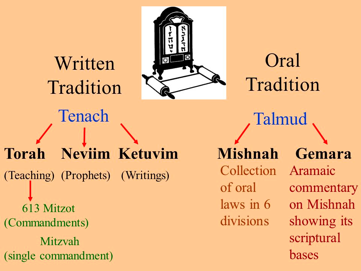 Written
Tradition
Tenach
Torah
(Teaching)
Neviim
(Prophets)
Ketuvim
(Writings)
613 Mitzot
(Commandments)
Mitzvah
(single commandment)
Oral
Tradition
Talmud
Mishnah
Collection
of oral
laws in 6
divisions
Gemara
Aramaic
commentary
on Mishnah
showing its
scriptural
bases